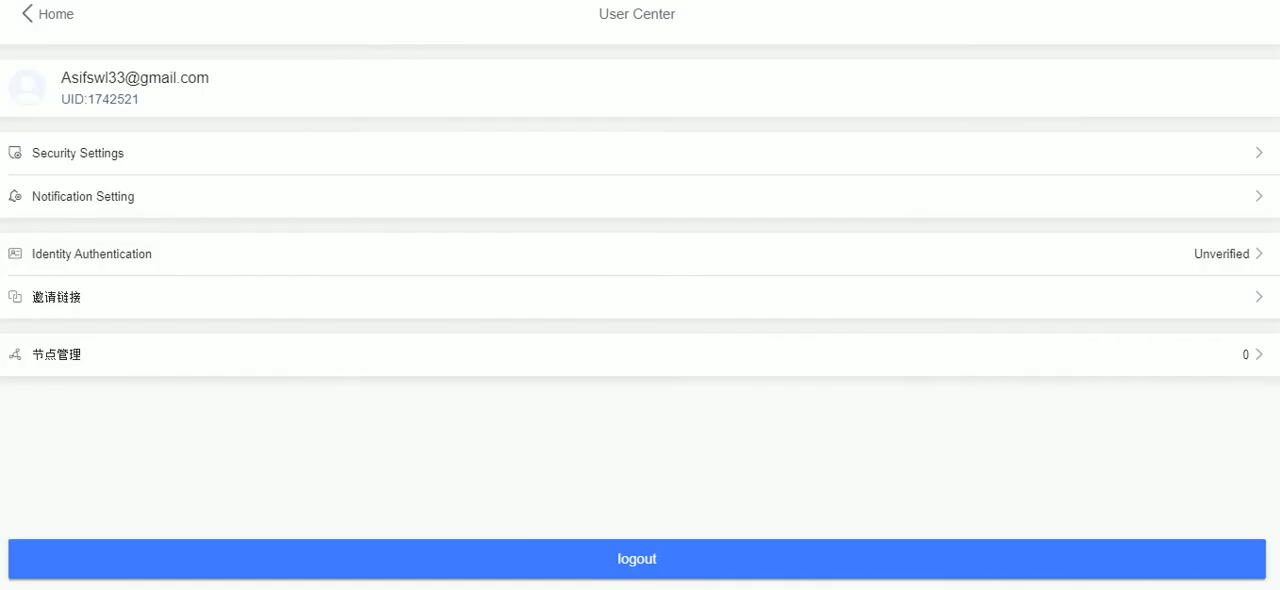 Home
User Center
Asifswl33@gmail.com
UID:1742521
Security Settings
Notification Setting
Identity Authentication
Unverified
邀请链接
节点管理
0
logout